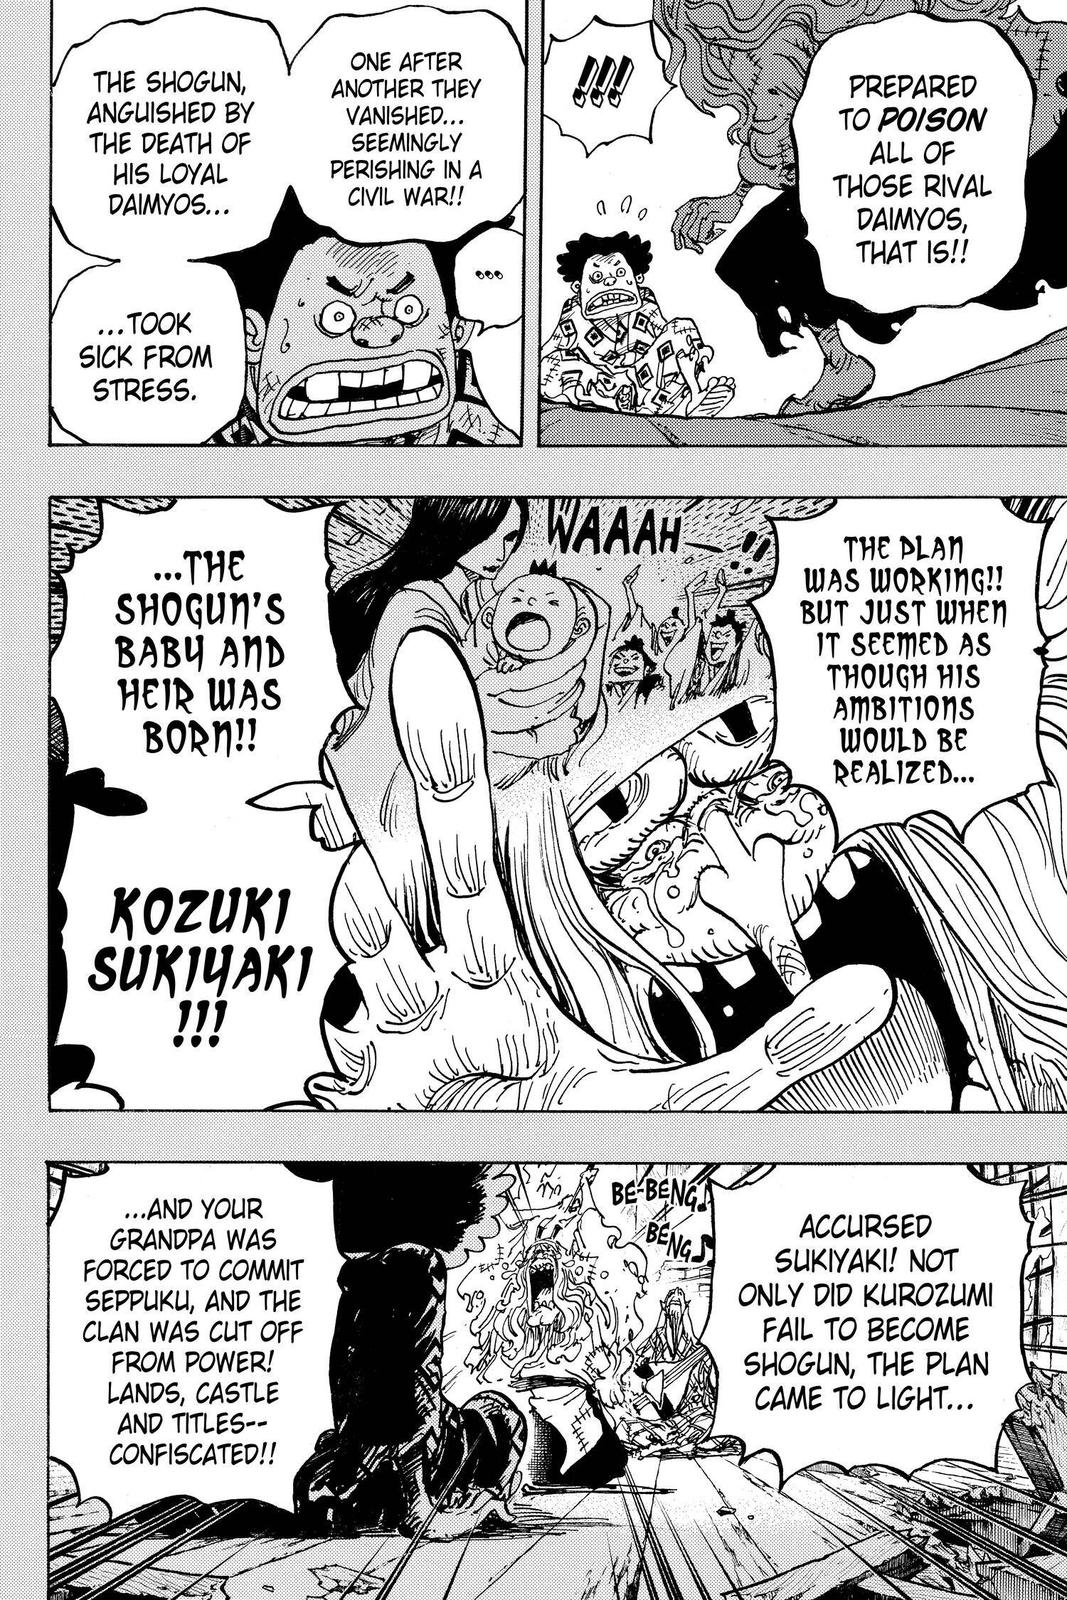 PREPARED
TO POISON
ALL OF
THOSE RIVAL
DAIMYOS,
THAT IS!!
!!!
ONE AFTER
ANOTHER THEY
VANISHED...
SEEMINGLY
PERISHING IN A
CIVIL WAR!!
...
THE SHOGUN,
ANGUISHED BY
THE DEATH OF
HIS LOYAL
DAIMYOS...
...TOOK
SICK FROM
STRESS.
THE PLAN
WAS WORKING!!
BUT JUST WHEN
IT SEEMED AS
THOUGH HIS
AMBITIONS
WOULD BE
REALIZED...
WAAAH—!!
...THE
SHOGUN'S
BABY AND
HEIR WAS
BORN!!
KOZUKI
SUKIYAKI
!!!
ACCURSED
SUKIYAKI! NOT
ONLY DID KUROZUMI
FAIL TO BECOME
SHOGUN, THE PLAN
CAME TO LIGHT...
BE-BENG♪
BENG♪
...AND YOUR
GRANDPA WAS
FORCED TO COMMIT
SEPPUKU, AND THE
CLAN WAS CUT OFF
FROM POWER!
LANDS, CASTLE
AND TITLES--
CONFISCATED!!